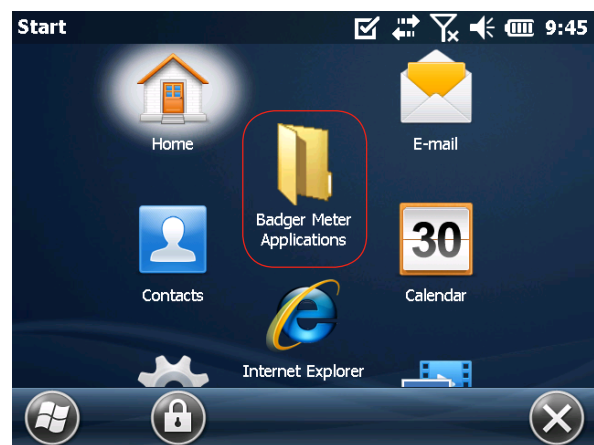 Start
9:45
Home
E-mail
Badger Meter
Applications
30
Contacts
Calendar
Internet Explorer